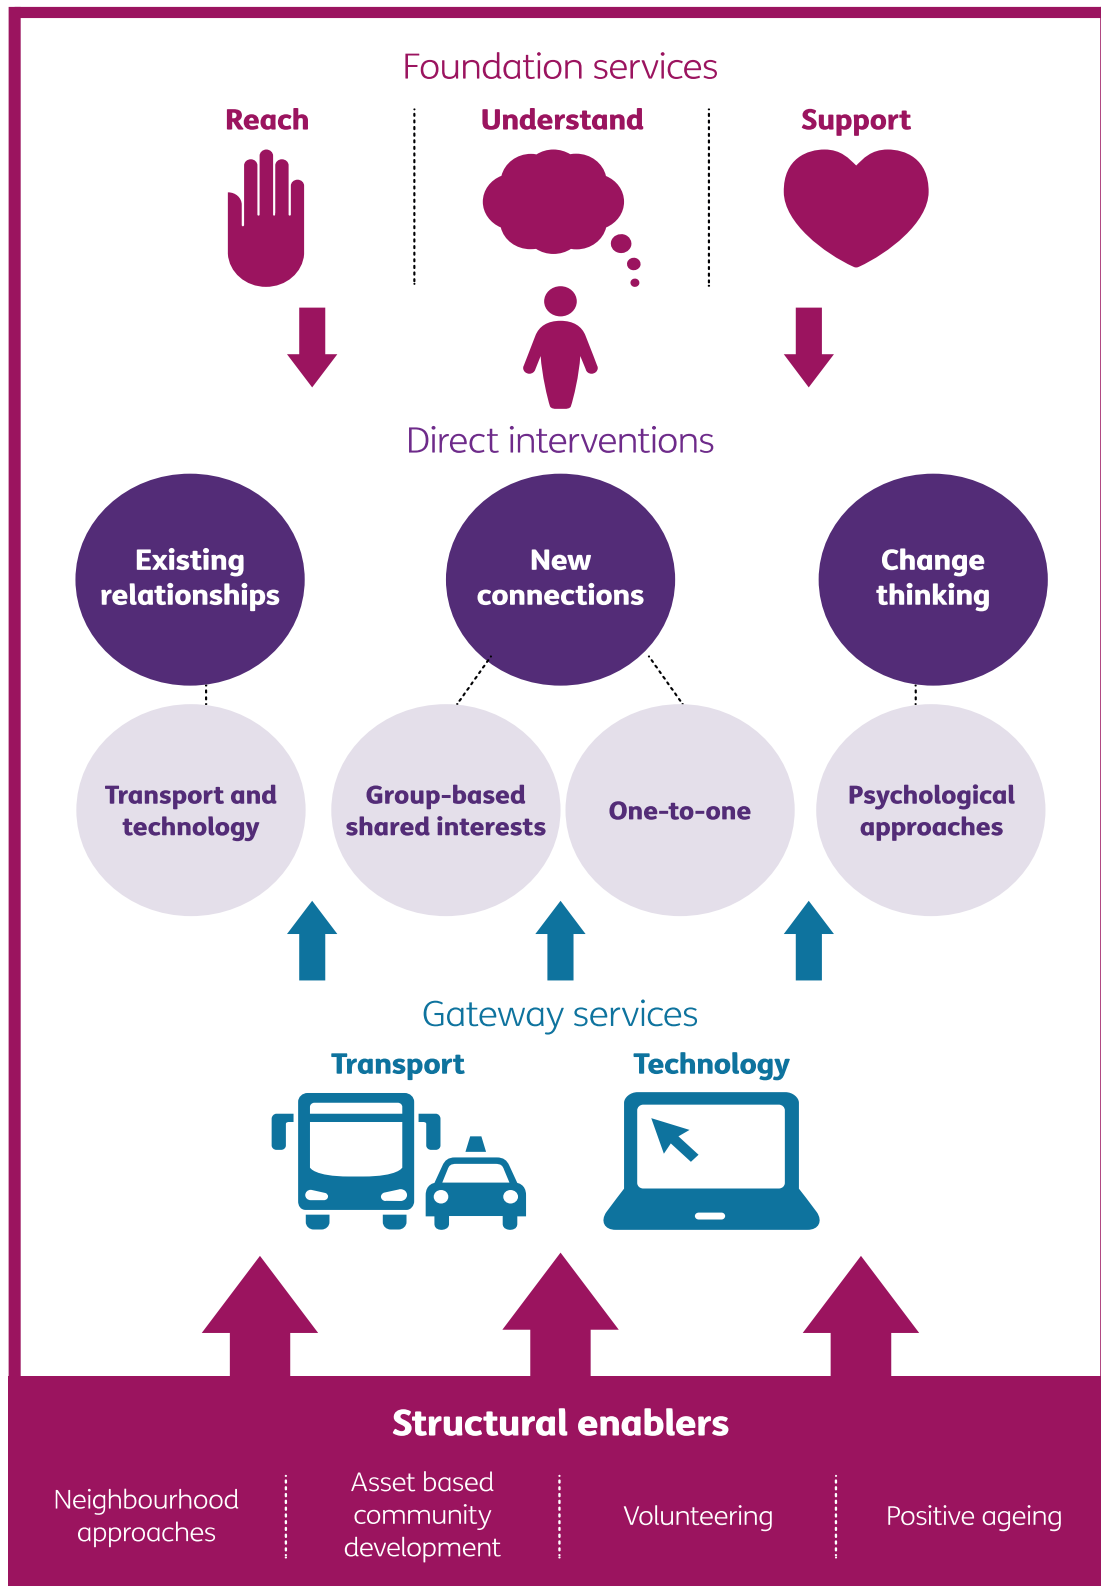 Foundation services
Reach
Understand
Support
Direct interventions
Existing
relationships
New
connections
Change
thinking
Transport and
technology
Group-based
shared interests
One-to-one
Psychological
approaches
Gateway services
Transport
Technology
Structural enablers
Neighbourhood
approaches
Asset based
community
development
Volunteering
Positive ageing